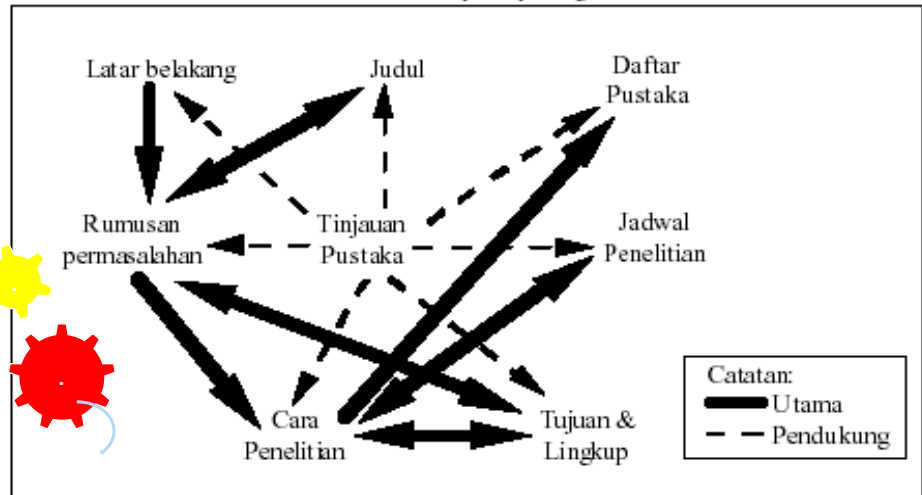 Latar belakang
Judul
Daftar
Pustaka
Rumusan
permasalahan
Tinjauan
Pustaka
Jadwal
Penelitian
Cara
Penelitian
Tujuan &
Lingkup
Catatan:
Utama
Pendukung